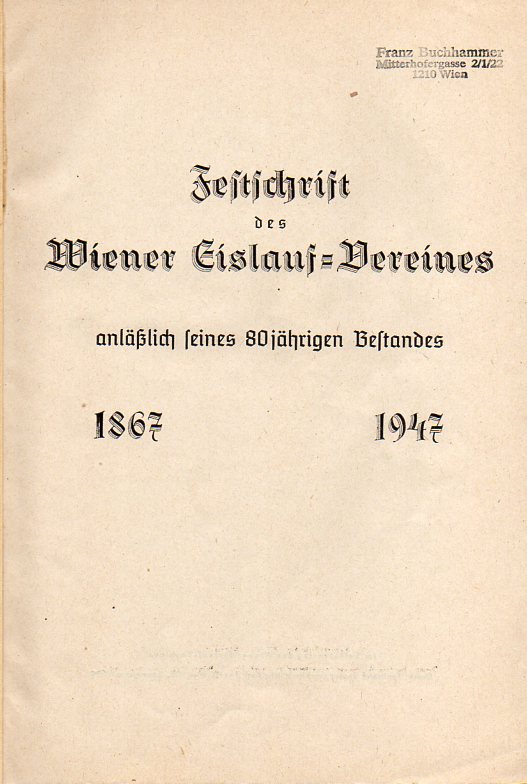 Franz Buchhammer
Mitterhofergasse 2/1/22
1210 Wien
Feſtſchrift
des
Wiener Eislauf=Vereines
anläßlich ſeines 80jährigen Beſtandes
1867 1947